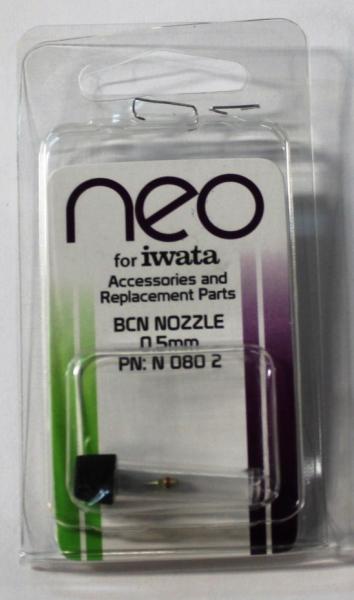 neo
for iwata
Accessories and
Replacement Parts
BCN NOZZLE
0.5mm
PN: N 080 2